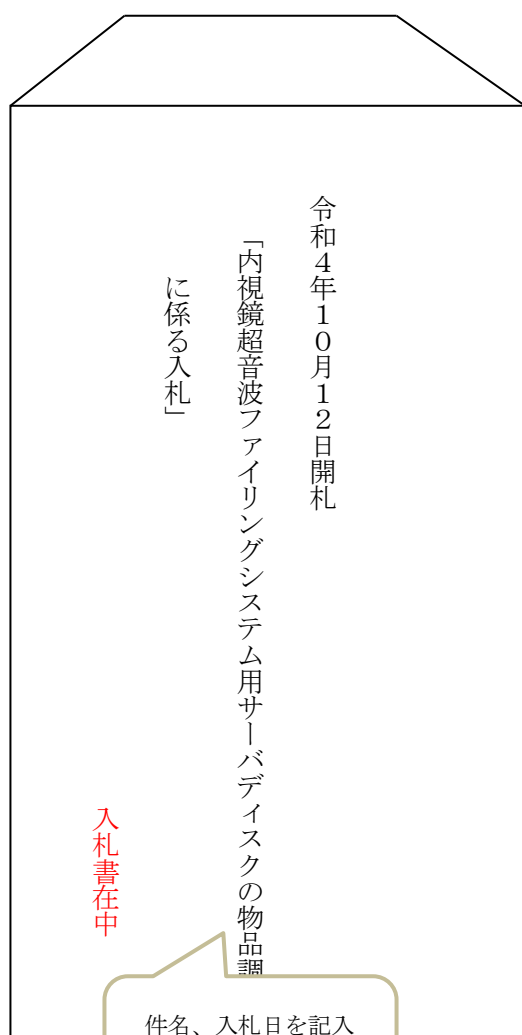 令和４年１０月１２日開札
「内視鏡超音波ファイリングシステム用サーバディスクの物品調
に係る入札」
入札書在中
件名、入札日を記入